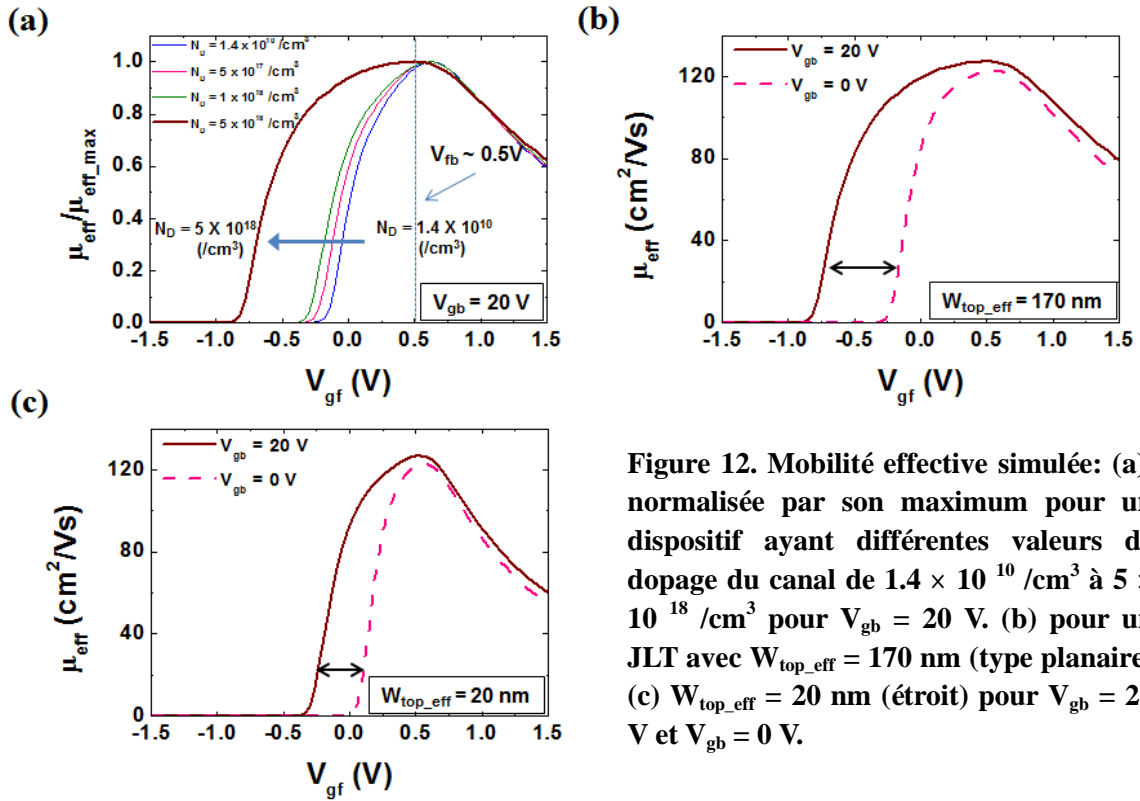 (a)
N_D = 1.4 x 10^10 /cm^3
N_D = 5 x 10^17 /cm^3
N_D = 1 x 10^18 /cm^3
N_D = 5 x 10^18 /cm^3
1.0
0.8
0.6
0.4
0.2
0.0
μ_eff/μ_eff_max
V_fb ~ 0.5V
N_D = 5 X 10^18
(/cm^3)
N_D = 1.4 X 10^10
(/cm^3)
V_gb = 20 V
-1.5 -1.0 -0.5 0.0 0.5 1.0 1.5
V_gf (V)
(b)
V_gb = 20 V
V_gb = 0 V
120
80
40
0
μ_eff (cm^2/Vs)
W_top_eff = 170 nm
-1.5 -1.0 -0.5 0.0 0.5 1.0 1.5
V_gf (V)
(c)
V_gb = 20 V
V_gb = 0 V
120
80
40
0
μ_eff (cm^2/Vs)
W_top_eff = 20 nm
-1.5 -1.0 -0.5 0.0 0.5 1.0 1.5
V_gf (V)
Figure 12. Mobilité effective simulée: (a)
normalisée par son maximum pour un
dispositif ayant différentes valeurs d
dopage du canal de 1.4 × 10^10 /cm^3 à 5
10^18 /cm^3 pour V_gb = 20 V. (b) pour un
JLT avec W_top_eff = 170 nm (type planaire
(c) W_top_eff = 20 nm (étroit) pour V_gb = 2
V et V_gb = 0 V.